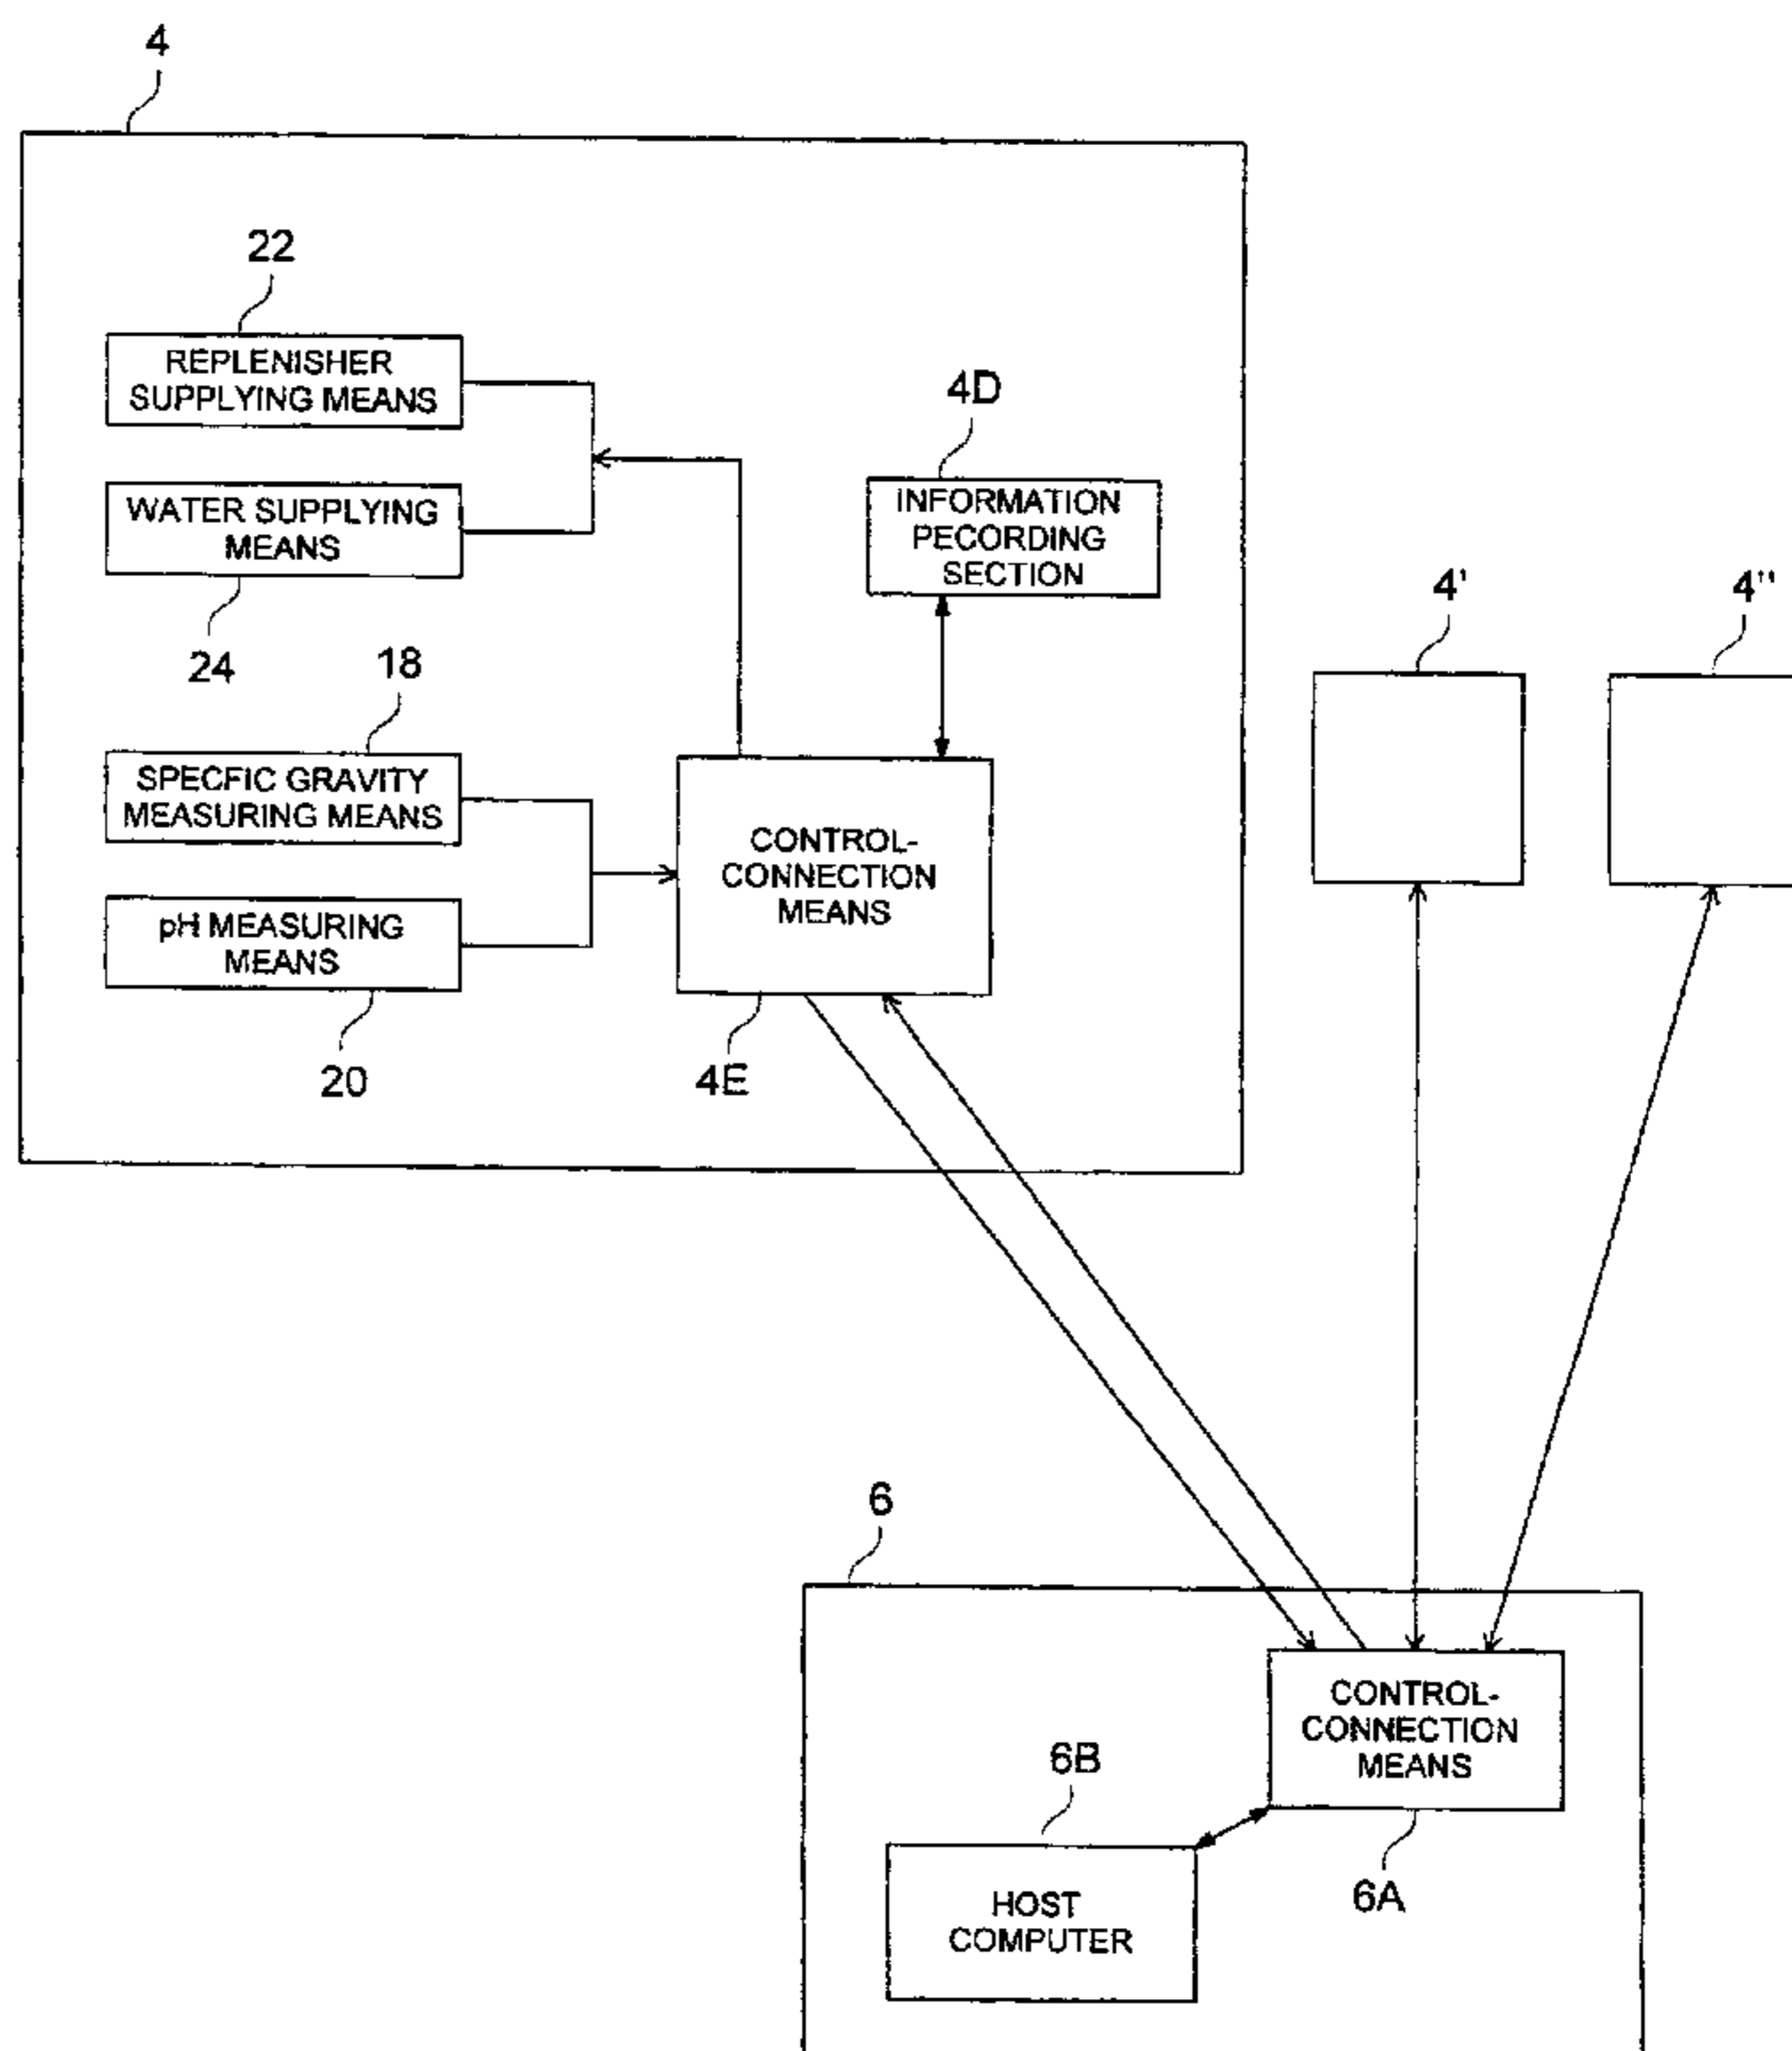 4
22
REPLENISHER
SUPPLYING MEANS
4D
WATER SUPPLYING
MEANS
INFORMATION
PECORDING
SECTION
24
18
4'
4"
SPECFIC GRAVITY
MEASURING MEANS
CONTROL-
CONNECTION
MEANS
pH MEASURING
MEANS
20
4E
6
CONTROL-
CONNECTION
MEANS
6B
6A
HOST
COMPUTER